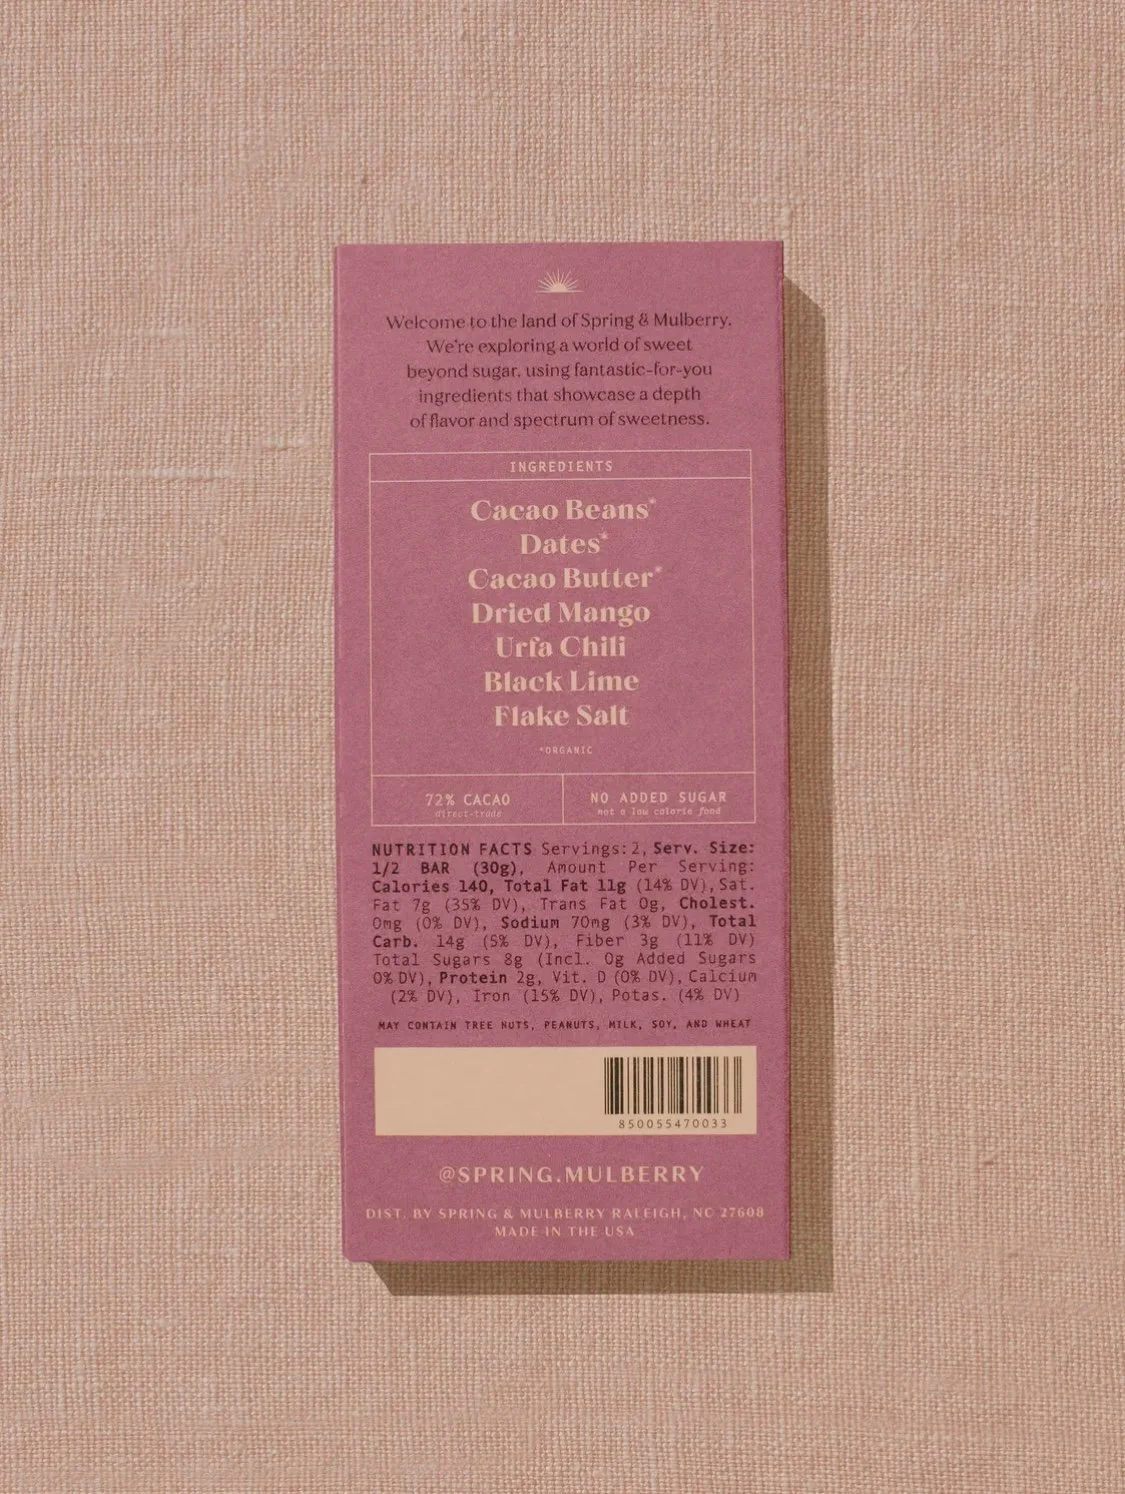 Welcome to the land of Spring & Mulberry.
We're exploring a world of sweet
beyond sugar, using fantastic-for-you
ingredients that showcase a depth
of flavor and spectrum of sweetness.
INGREDIENTS
Cacao Beans*
Dates*
Cacao Butter*
Dried Mango
Urfa Chili
Black Lime
Flake Salt
*ORGANIC
72% CACAO
direct-trade
NO ADDED SUGAR
not a low calorie food
NUTRITION FACTS Servings: 2, Serv. Size:
1/2 BAR (30g), Amount Per Serving:
Calories 140, Total Fat 11g (14% DV), Sat.
Fat 7g (35% DV), Trans Fat 0g, Cholest.
0mg (0% DV), Sodium 70mg (3% DV), Total
Carb. 14g (5% DV), Fiber 3g (11% DV)
Total Sugars 8g (Incl. 0g Added Sugars
0% DV), Protein 2g, Vit. D (0% DV), Calcium
(2% DV), Iron (15% DV), Potas. (4% DV)
MAY CONTAIN TREE NUTS, PEANUTS, MILK, SOY, AND WHEAT
850055470033
@SPRING.MULBERRY
DIST. BY SPRING & MULBERRY RALEIGH, NC 27608
MADE IN THE USA